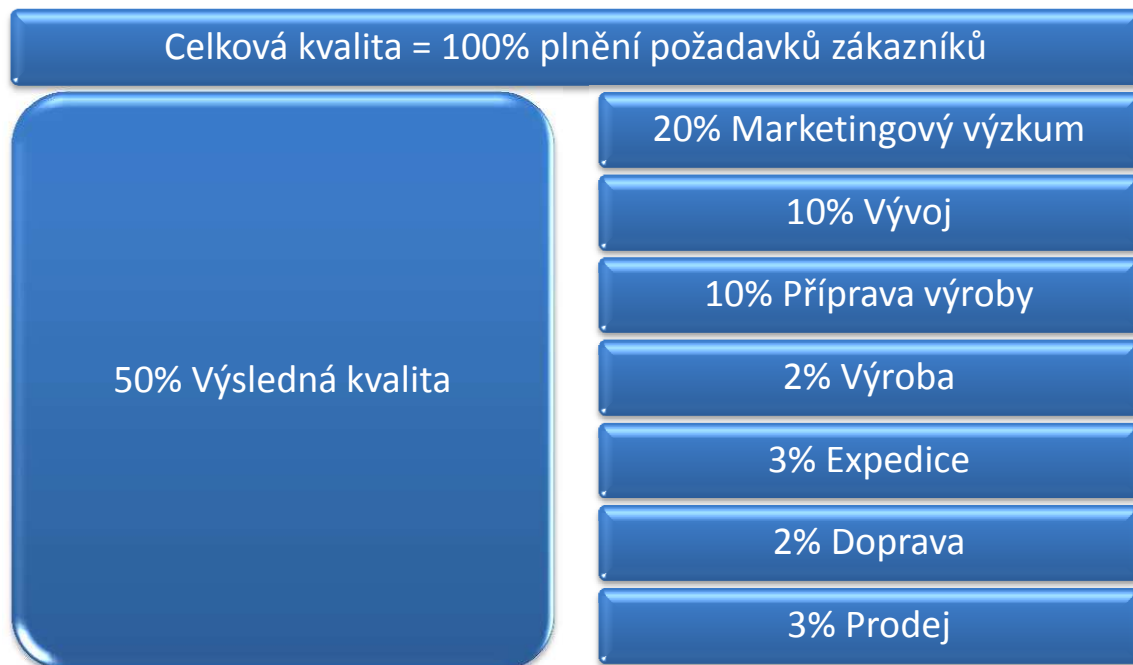 Celková kvalita = 100% plnění požadavků zákazníků
50% Výsledná kvalita
20% Marketingový výzkum
10% Vývoj
10% Příprava výroby
2% Výroba
3% Expedice
2% Doprava
3% Prodej